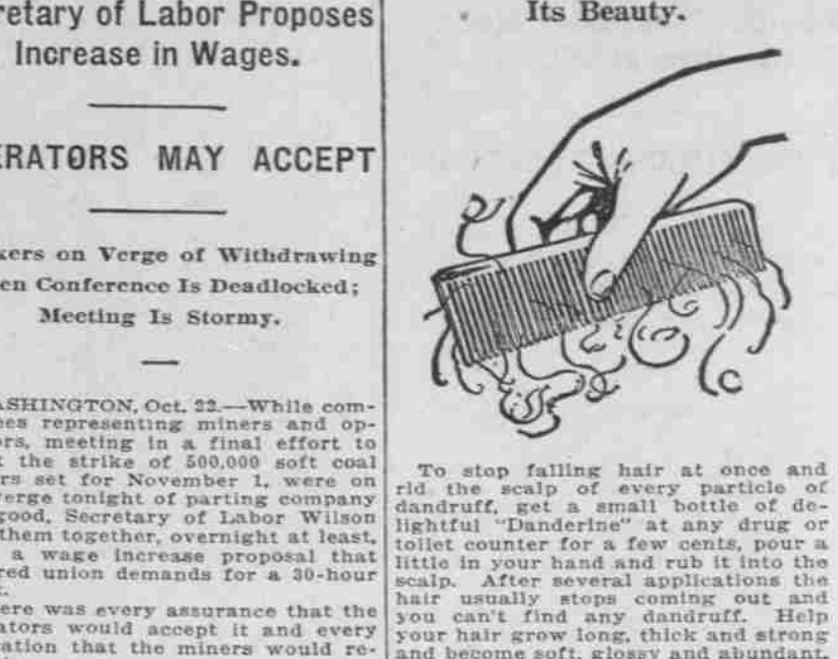 retary of Labor Proposes
Increase in Wages.
ERATORS MAY ACCEPT
kers on Verge of Withdrawing
en Conference Is Deadlocked;
Meeting Is Stormy.
ASHINGTON, Oct. 22.—While com-
ees representing miners and op-
ors, meeting in a final effort to
t the strike of 500,000 soft coal
rs set for November 1, were on
verge tonight of parting company
good, Secretary of Labor Wilson
them together, overnight at least,
a wage increase proposal that
red union demands for a 30-hour
ere was every assurance that the
ators would accept it and every
ation that the miners would re-
Its Beauty.
To stop falling hair at once and
rid the scalp of every particle of
dandruff, get a small bottle of de-
lightful "Danderine" at any drug or
toilet counter for a few cents, pour a
little in your hand and rub it into the
scalp. After several applications the
hair usually stops coming out and
you can't find any dandruff. Help
your hair grow long, thick and strong
and become soft, glossy and abundant.